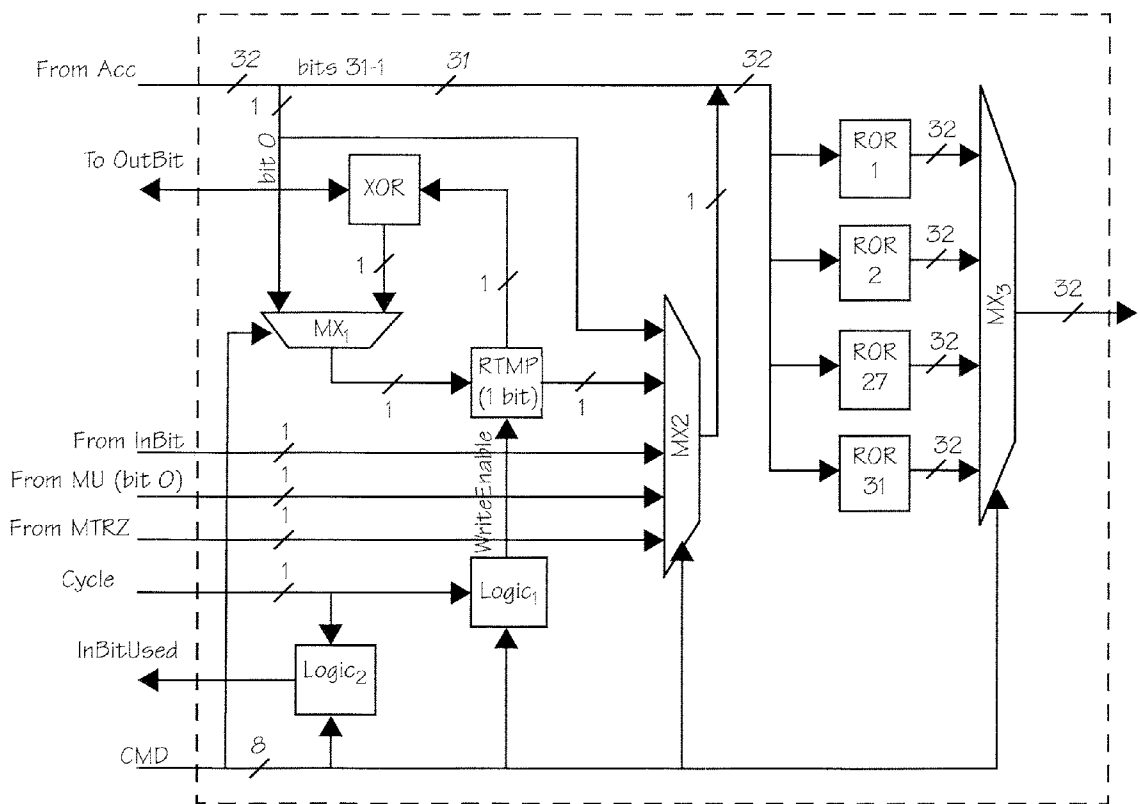 32
bits 31-1
31
32
From Acc
1
bit 0
To OutBit
XOR
1
1
1
MX₁
RTMP
(1 bit)
1
1
ROR
1
32
ROR
2
32
ROR
27
32
ROR
31
32
MX₃
32
From InBit
1
From MU (bit 0)
1
From MTRZ
1
WriteEnable
MX2
Cycle
1
Logic₁
InBitUsed
Logic₂
CMD
8